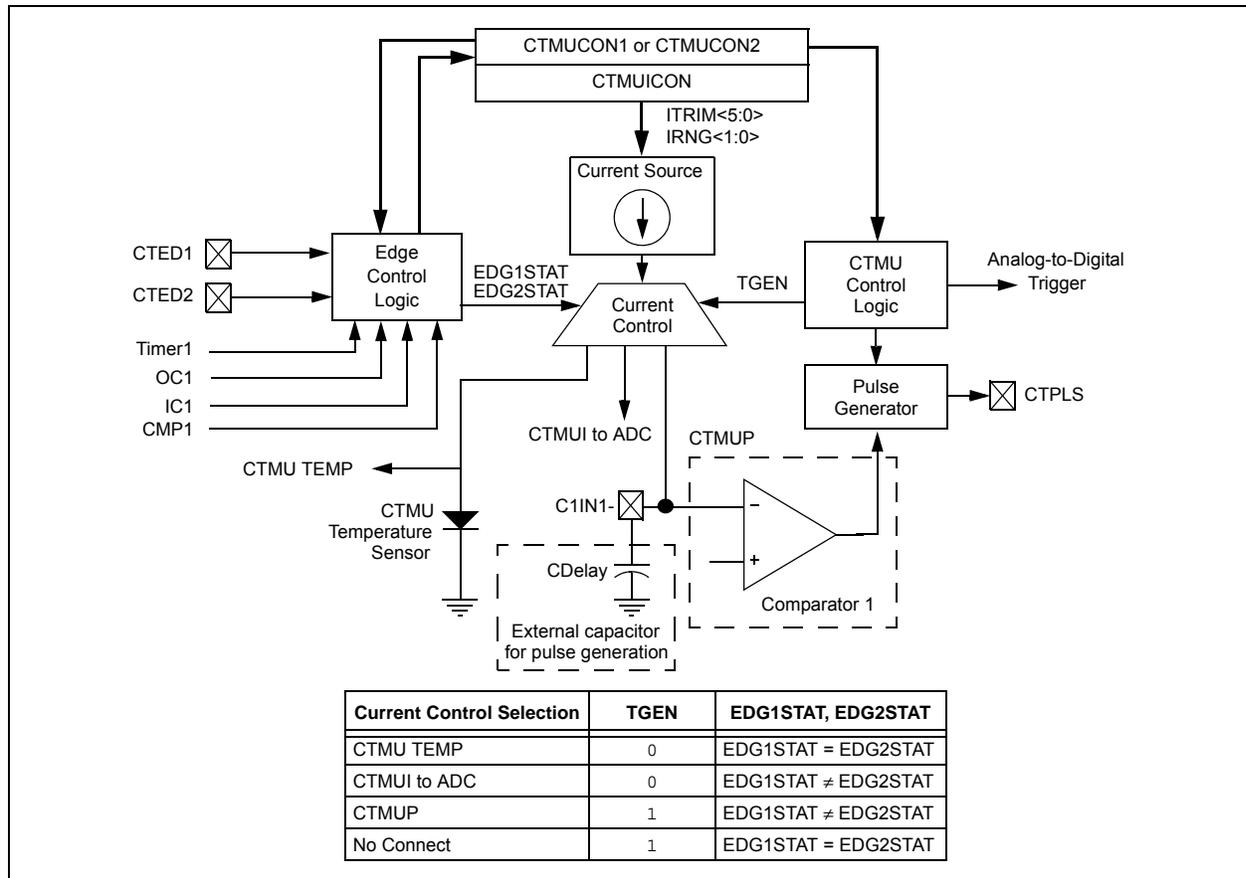 CTMUCON1 or CTMUCON2
CTMUICON
ITRIM<5:0>
IRNG<1:0>
Current Source
CTED1
CTED2
Edge
Control
Logic
EDG1STAT
EDG2STAT
Current
Control
TGEN
CTMU
Control
Logic
Analog-to-Digital
Trigger
Timer1
OC1
IC1
CMP1
Pulse
Generator
CTPLS
CTMUI to ADC
CTMUP
CTMU TEMP
C1IN1-
−
+
CTMU
Temperature
Sensor
CDelay
Comparator 1
External capacitor
for pulse generation
Current Control Selection TGEN EDG1STAT, EDG2STAT
CTMU TEMP 0 EDG1STAT = EDG2STAT
CTMUI to ADC 0 EDG1STAT ≠ EDG2STAT
CTMUP 1 EDG1STAT ≠ EDG2STAT
No Connect 1 EDG1STAT = EDG2STAT